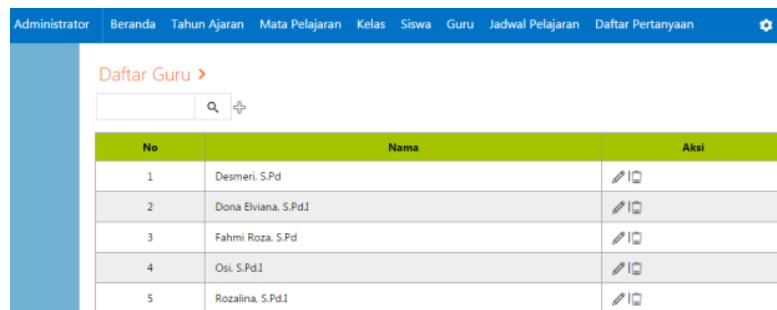 Administrator Beranda Tahun Ajaran Mata Pelajaran Kelas Siswa Guru Jadwal Pelajaran Daftar Pertanyaan
Daftar Guru >
No Nama Aksi
1 Desmeri, S.Pd
2 Dona Elviana, S.Pd.I
3 Fahmi Roza, S.Pd
4 Osi, S.Pd.I
5 Rozalina, S.Pd.I